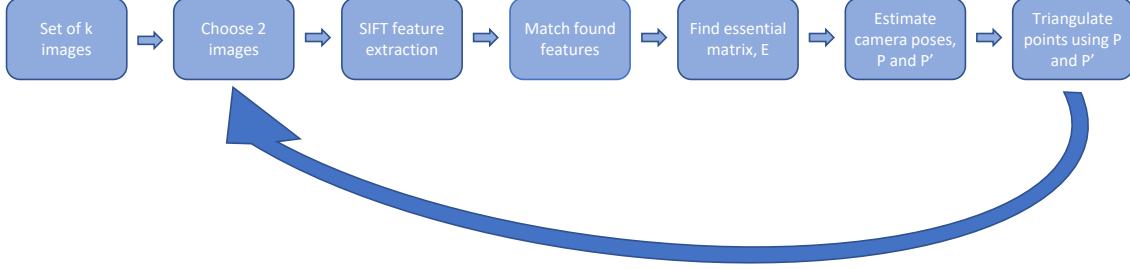 Set of k
images
Choose 2
images
SIFT feature
extraction
Match found
features
Find essential
matrix, E
Estimate
camera poses,
P and P’
Triangulate
points using P
and P’